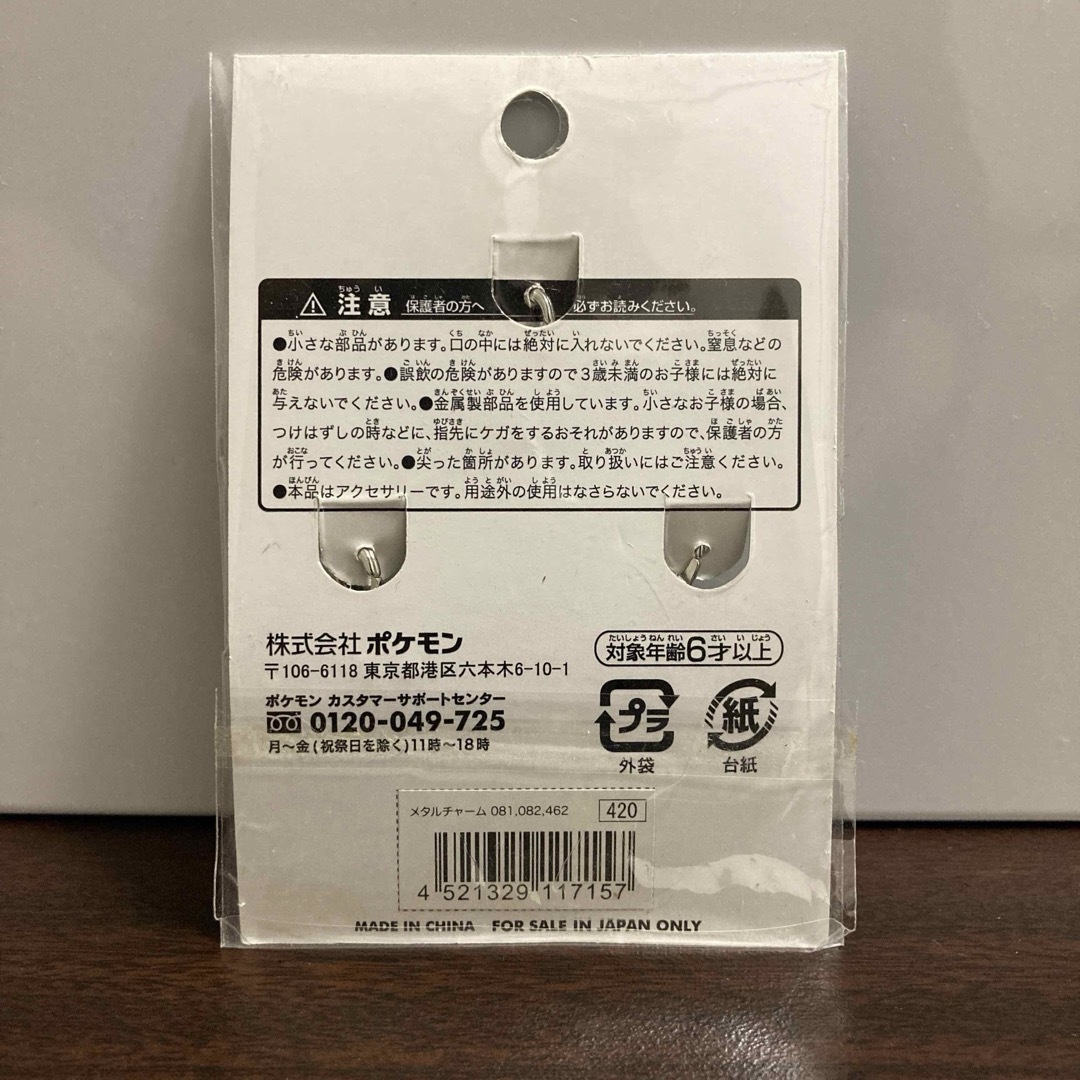 注意 保護者の方へ 必ずお読みください。
●小さな部品があります。口の中には絶対に入れないでください。窒息などの
危険があります。●誤飲の危険がありますので3歳未満のお子様には絶対に
与えないでください。●金属製部品を使用しています。小さなお子様の場合、
つけはずしの時などに、指先にケガをするおそれがありますので、保護者の方
が行ってください。●尖った箇所があります。取り扱いにはご注意ください。
●本品はアクセサリーです。用途外の使用はなさらないでください。
株式会社 ポケモン
〒106-6118 東京都港区六本木6-10-1
ポケモン カスタマーサポートセンター
0120-049-725
月〜金(祝祭日を除く)11時〜18時
対象年齢6才以上
プラ
外袋
紙
台紙
メタルチャーム 081,082,462 420
4 521329 117157
MADE IN CHINA FOR SALE IN JAPAN ONLY